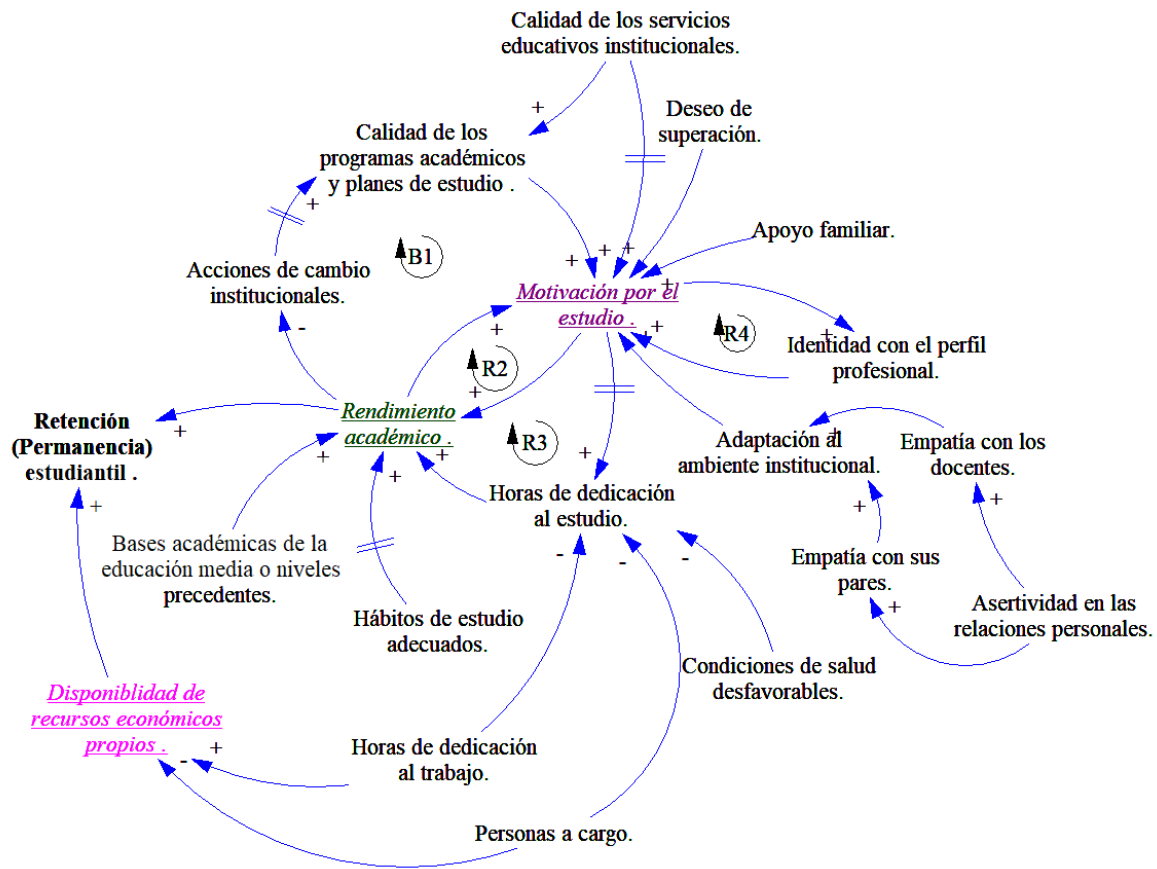 Calidad de los servicios
educativos institucionales.
+
Deseo de
superación.
Calidad de los
programas académicos
y planes de estudio .
+
Apoyo familiar.
B1
Acciones de cambio
institucionales.
+
+
+
+
Motivación por el
estudio .
-
+
+
+
R4
+
Identidad con el perfil
profesional.
R2
+
Rendimiento
académico .
Retención
(Permanencia)
estudiantil .
+
+
+
+
R3
+
Adaptación al
ambiente institucional.
+
Empatía con los
docentes.
+
Horas de dedicación
al estudio.
+
+
-
-
-
Bases académicas de la
educación media o niveles
precedentes.
Empatía con sus
pares.
+
Asertividad en las
relaciones personales.
Hábitos de estudio
adecuados.
Condiciones de salud
desfavorables.
Disponiblidad de
recursos económicos
propios .
-
+
Horas de dedicación
al trabajo.
Personas a cargo.